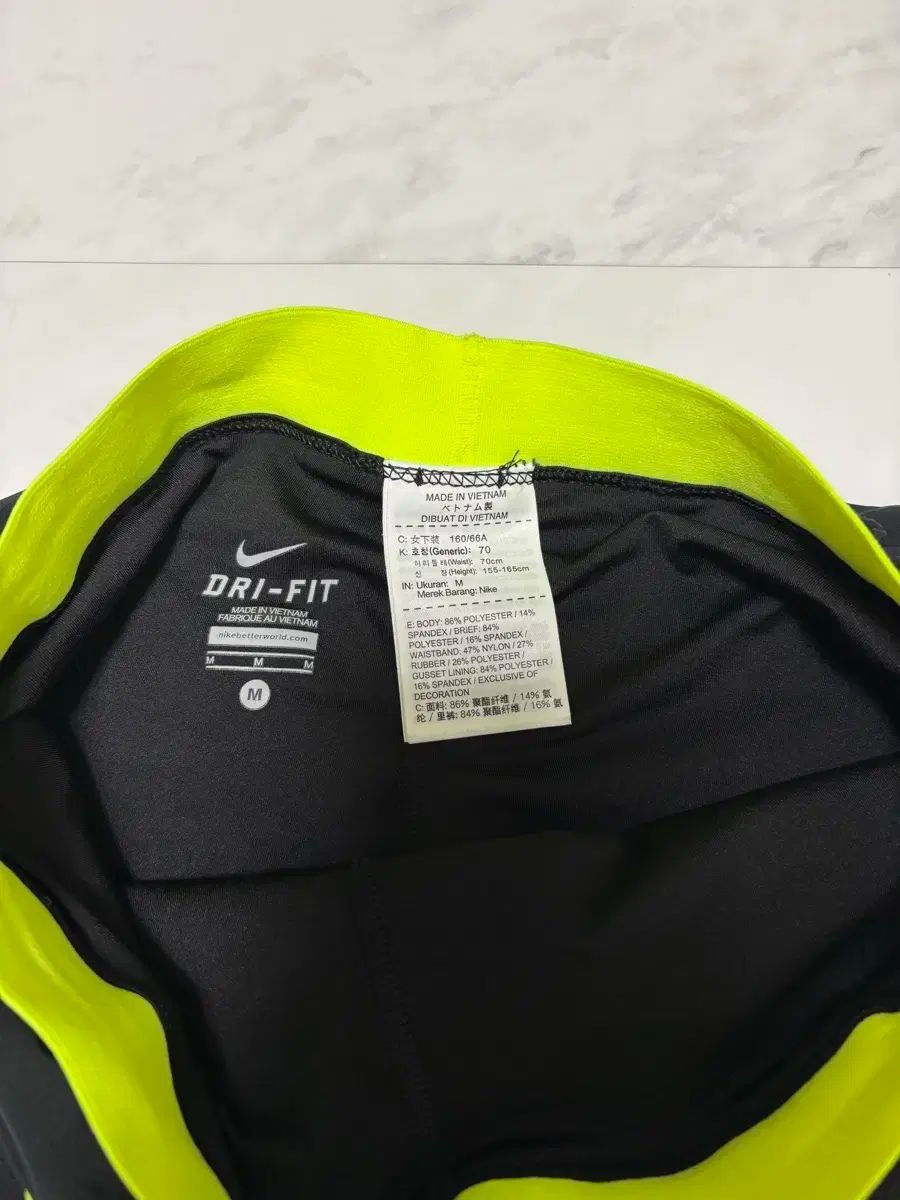 DRI-FIT
MADE IN VIETNAM
FABRIQUE AU VIETNAM
nikebetterworld.com
M M M
M
MADE IN VIETNAM
ベトナム製
DIBUAT DI VIETNAM
C: 女下装 160/66A
K: 호칭(Generic): 70
허리둘레(Waist): 70cm
신 장(Height): 155-165cm
IN: Ukuran: M
Merek Barang: Nike
E: BODY: 86% POLYESTER / 14%
SPANDEX / BRIEF: 84%
POLYESTER / 16% SPANDEX /
WAISTBAND: 47% NYLON / 27%
RUBBER / 26% POLYESTER /
GUSSET LINING: 84% POLYESTER /
16% SPANDEX / EXCLUSIVE OF
DECORATION
C: 面料: 86% 聚酯纤维 / 14% 氨
纶 / 里裤: 84% 聚酯纤维 / 16% 氨